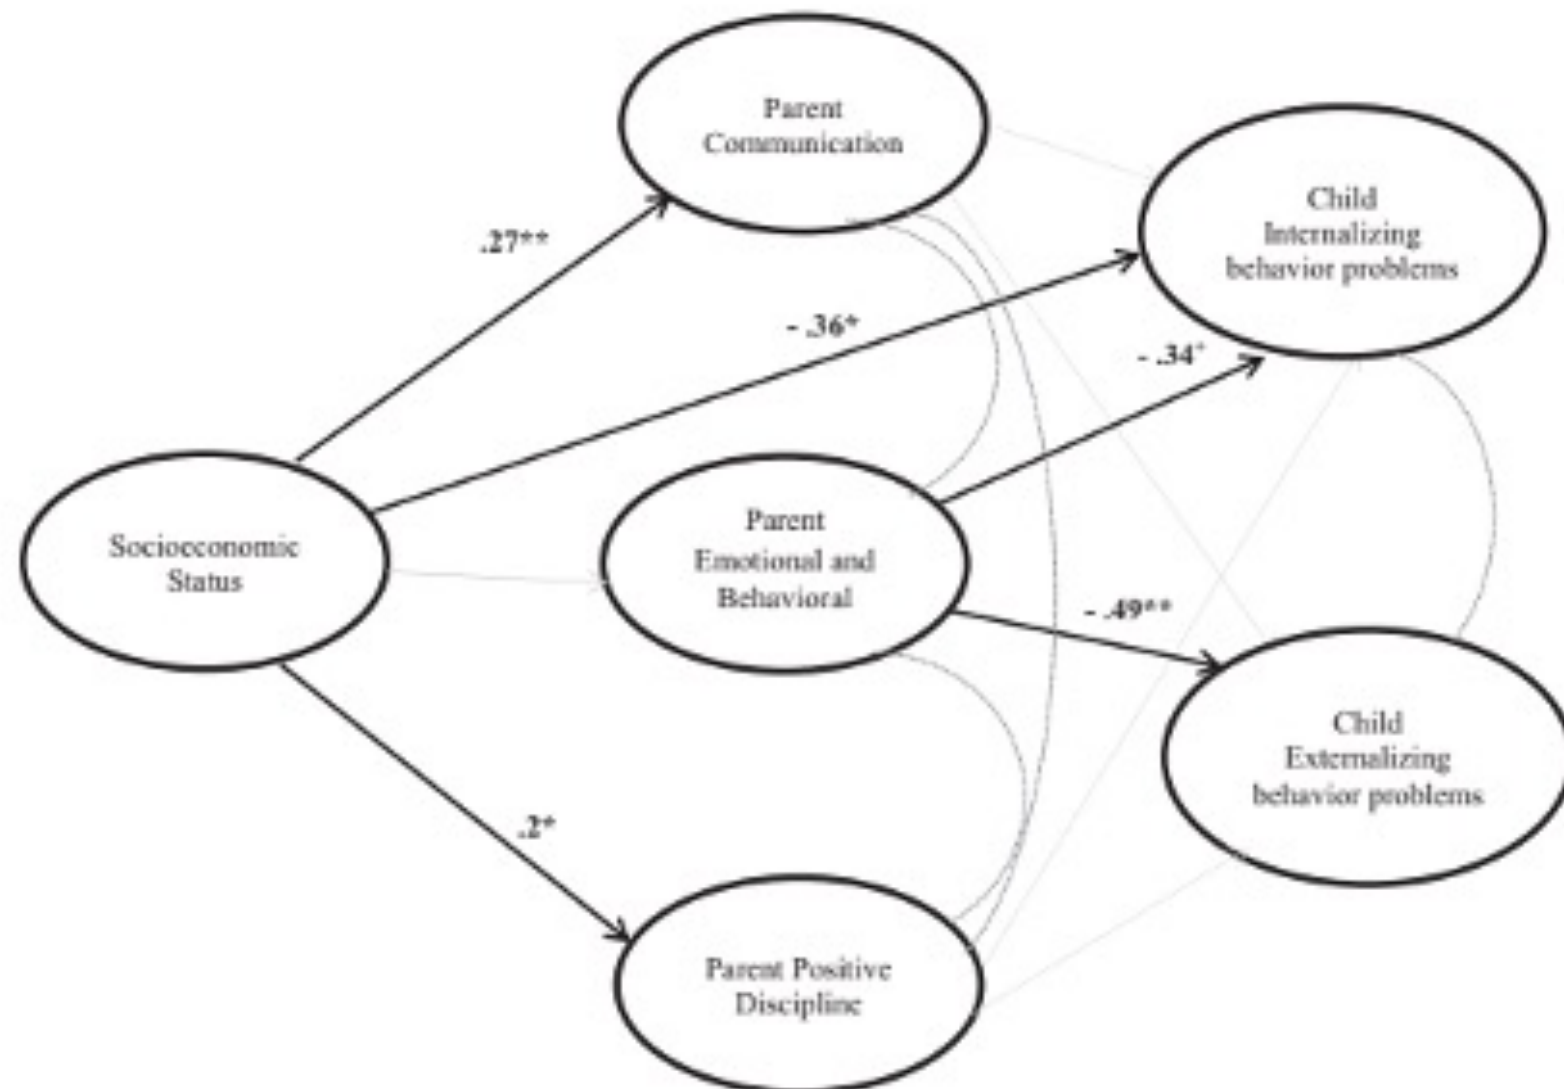 Parent
Communication
Child
Internalizing
behavior problems
.27**
- .36*
- .34+
Socioeconomic
Status
Parent
Emotional and
Behavioral
- .49**
Child
Externalizing
behavior problems
.2*
Parent Positive
Discipline